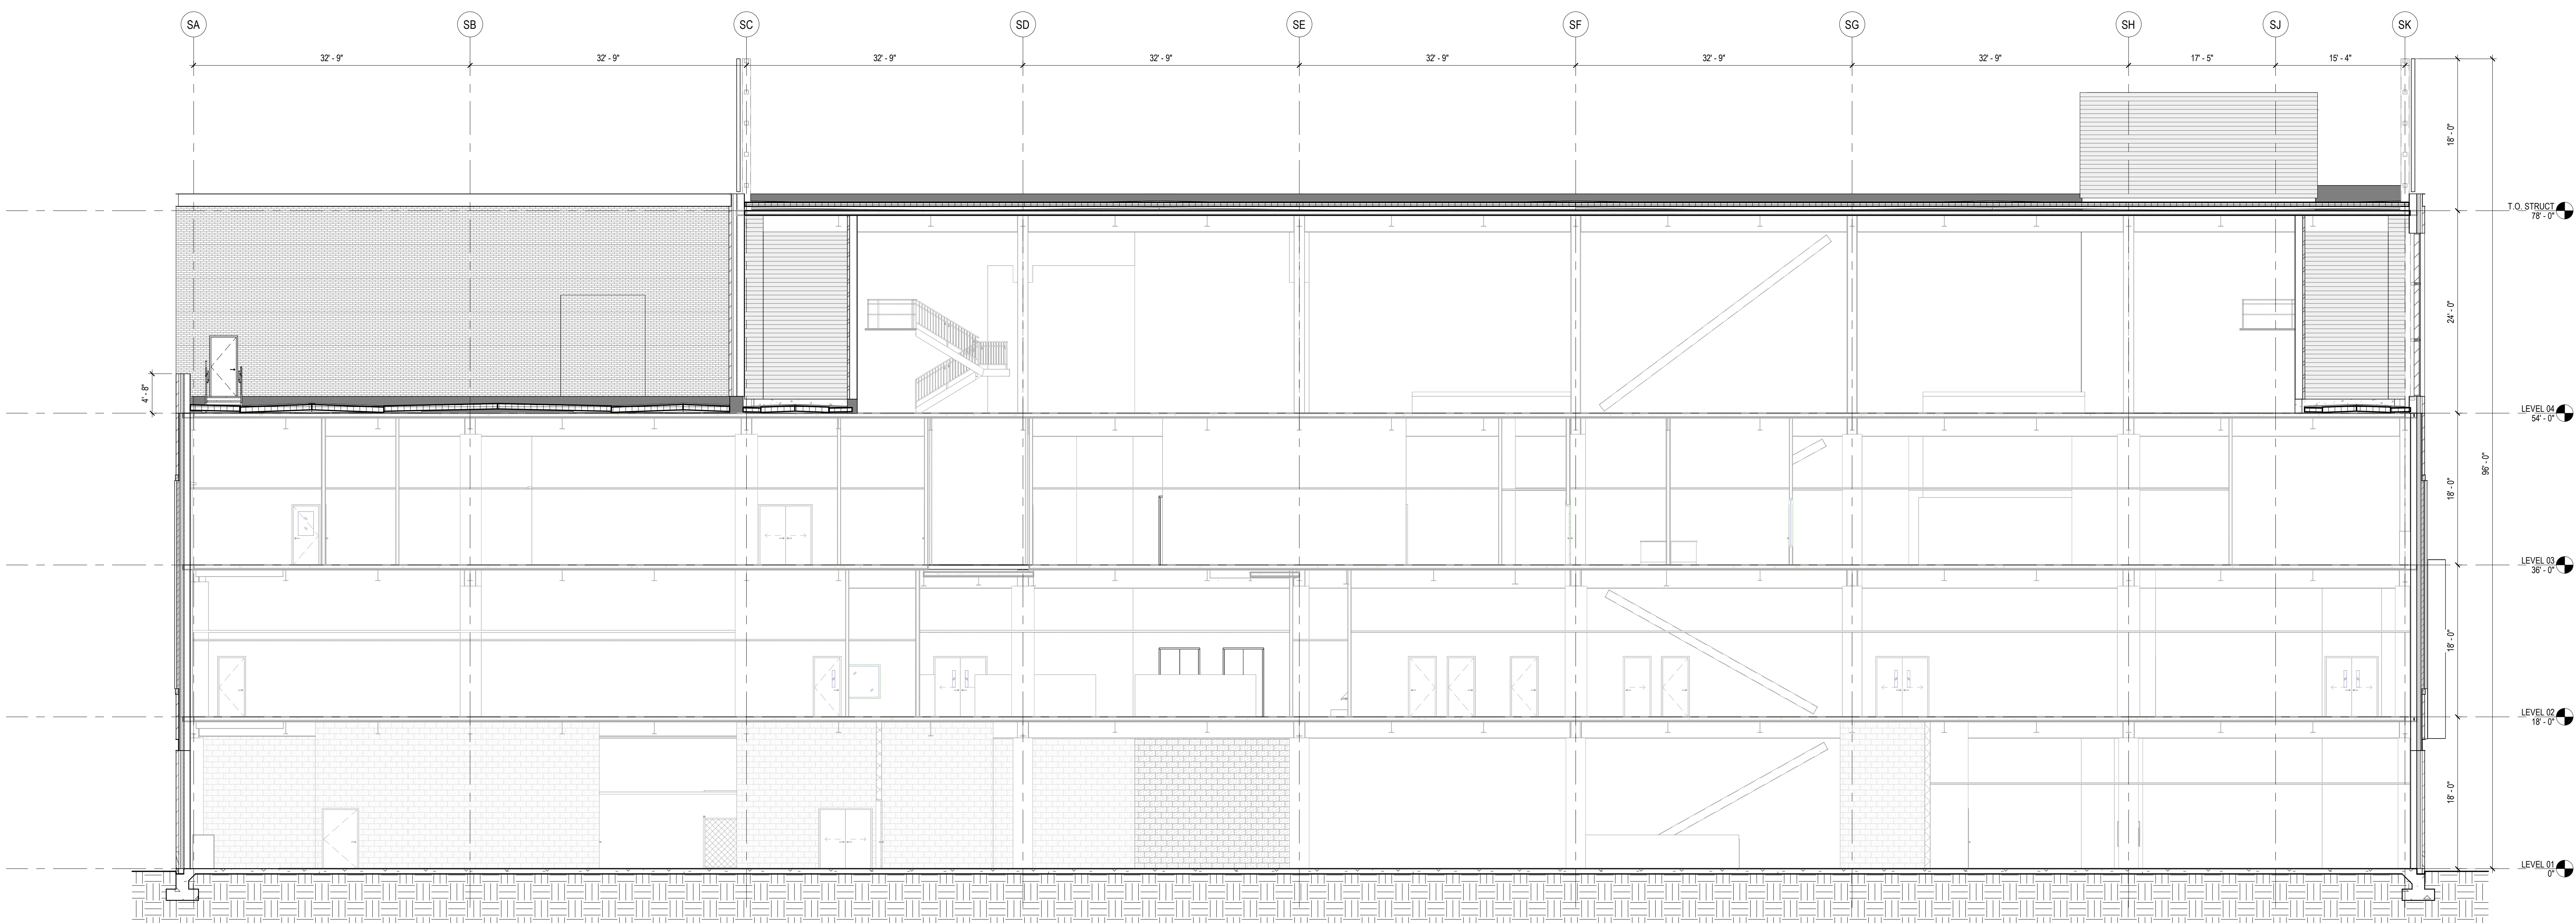 SA SB SC SD SE SF SG SH SJ SK
32' - 9" 32' - 9" 32' - 9" 32' - 9" 32' - 9" 32' - 9" 32' - 9" 17' - 5" 15' - 4"
18' - 0"
T.O. STRUCT
78' - 0"
24' - 0"
4' - 8"
LEVEL 04
54' - 0"
96' - 0"
18' - 0"
LEVEL 03
36' - 0"
18' - 0"
LEVEL 02
18' - 0"
18' - 0"
LEVEL 01
0"